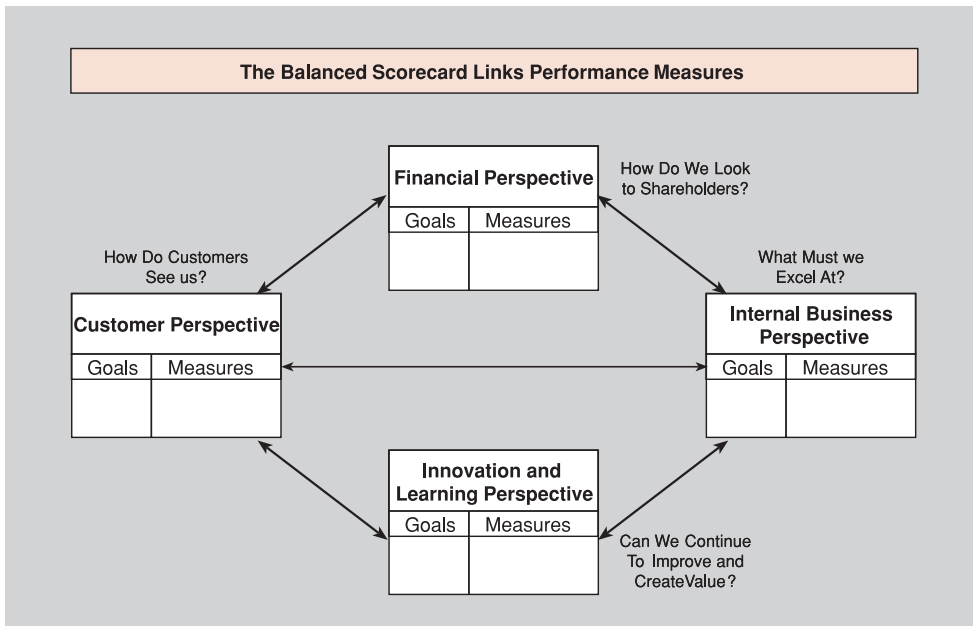 The Balanced Scorecard Links Performance Measures
Financial Perspective
Goals Measures
How Do We Look
to Shareholders?
How Do Customers
See us?
Customer Perspective
Goals Measures
What Must we
Excel At?
Internal Business
Perspective
Goals Measures
Innovation and
Learning Perspective
Goals Measures
Can We Continue
To Improve and
CreateValue?